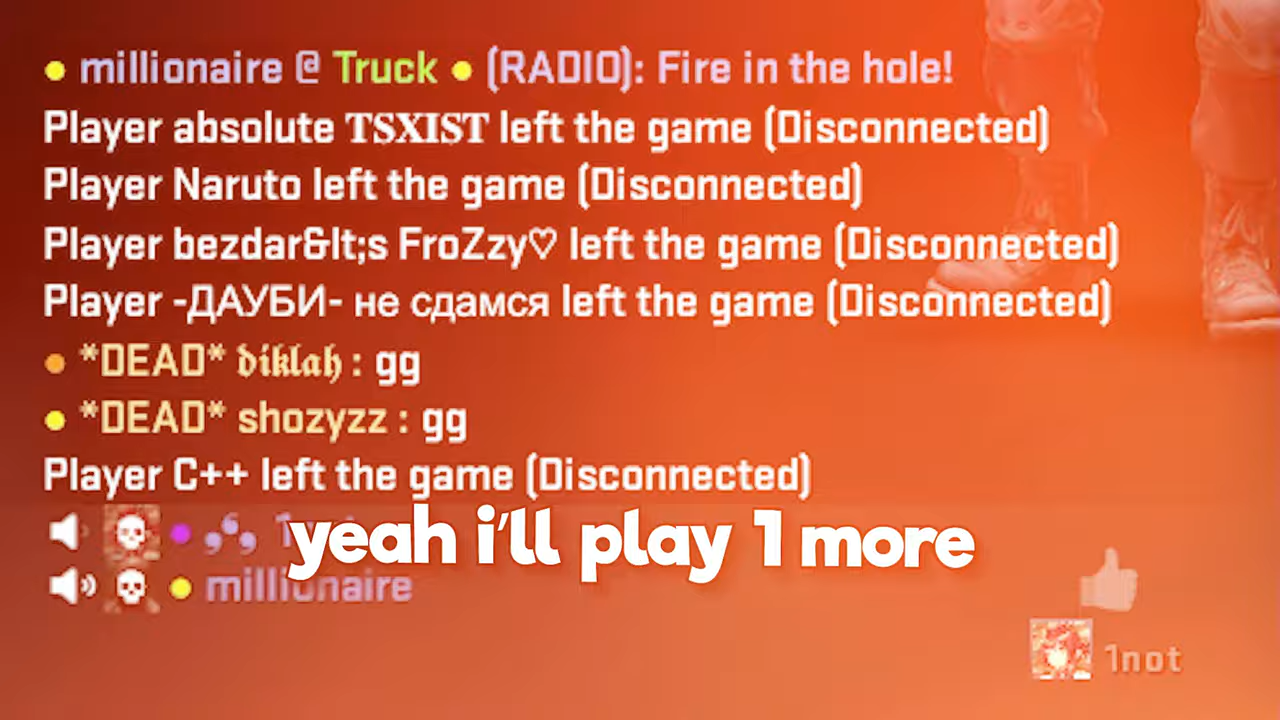 ● millionaire @ Truck ● (RADIO): Fire in the hole!
Player absolute 𝐓𝐒𝐗𝐈𝐒𝐓 left the game (Disconnected)
Player Naruto left the game (Disconnected)
Player bezdar&lt;s FroZzy♡ left the game (Disconnected)
Player -ДАУБИ- не сдамся left the game (Disconnected)
● *DEAD* 𝖉𝖎𝖐𝖑𝖆𝖍 : gg
● *DEAD* shozyzz : gg
Player C++ left the game (Disconnected)
yeah i'll play 1 more
millionaire
1not